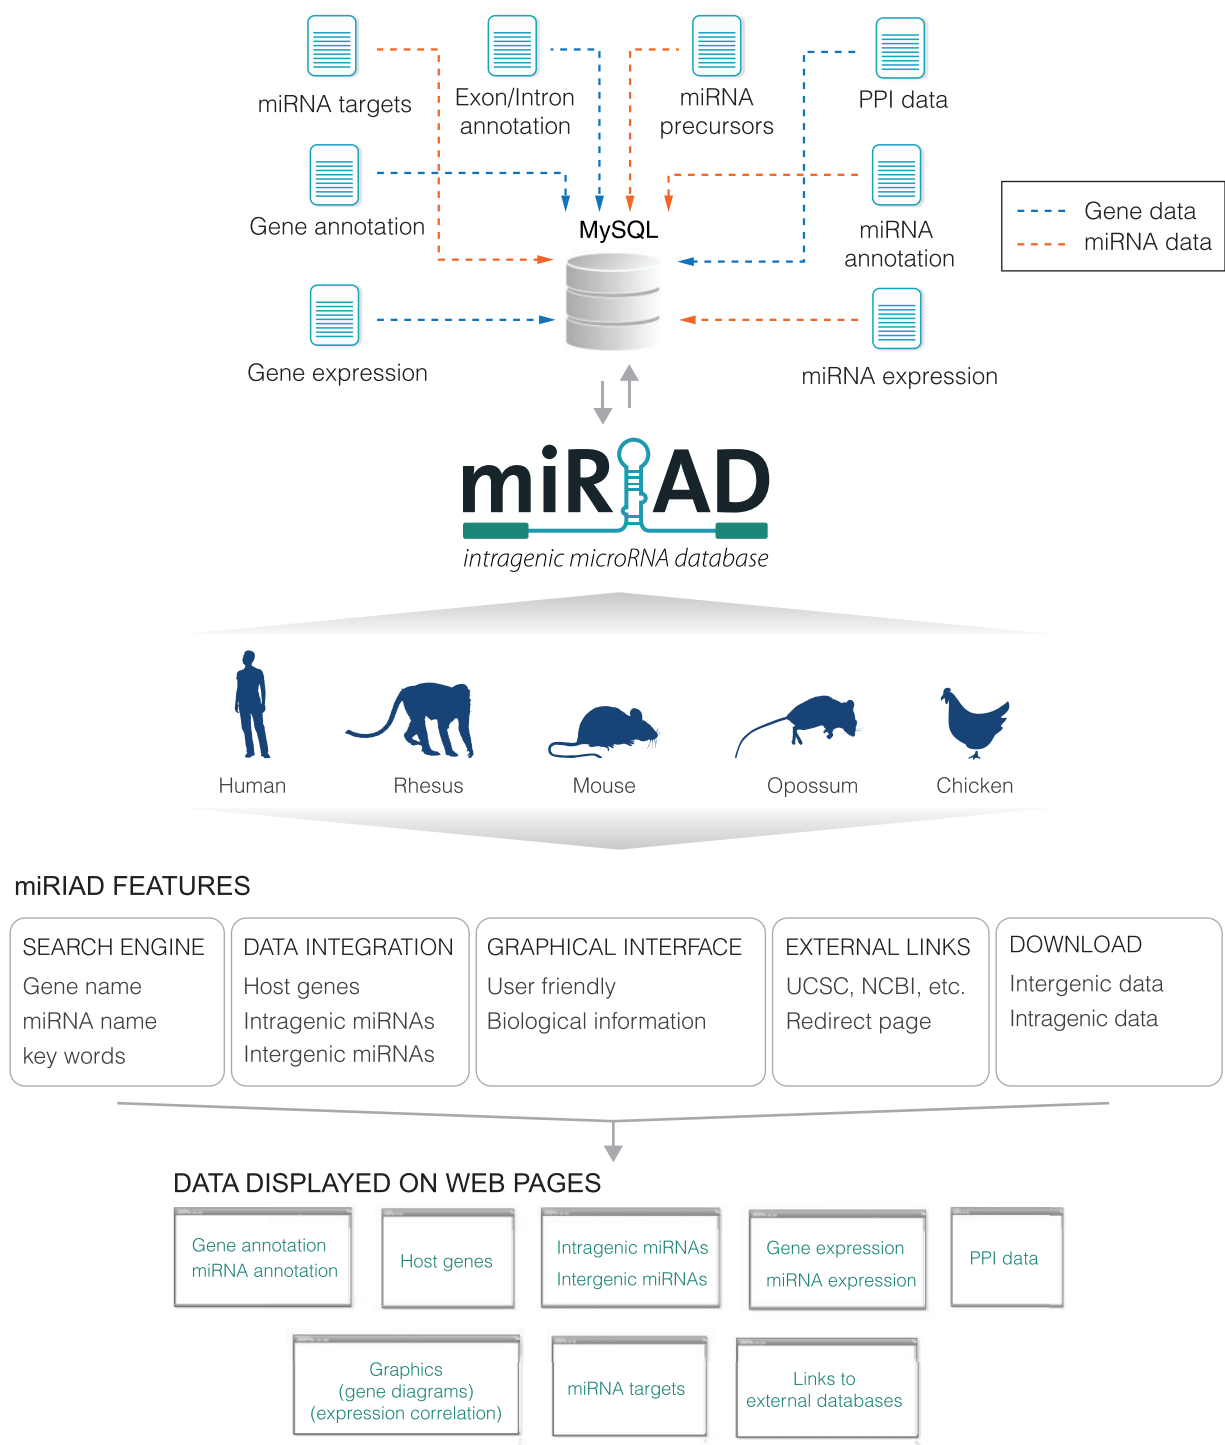 miRNA targets
Exon/Intron
annotation
miRNA
precursors
PPI data
Gene annotation
MySQL
miRNA
annotation
Gene data
miRNA data
Gene expression
miRNA expression
miRIAD
intragenic microRNA database
Human
Rhesus
Mouse
Opossum
Chicken
miRIAD FEATURES
SEARCH ENGINE
Gene name
miRNA name
key words
DATA INTEGRATION
Host genes
Intragenic miRNAs
Intergenic miRNAs
GRAPHICAL INTERFACE
User friendly
Biological information
EXTERNAL LINKS
UCSC, NCBI, etc.
Redirect page
DOWNLOAD
Intergenic data
Intragenic data
DATA DISPLAYED ON WEB PAGES
Gene annotation
miRNA annotation
Host genes
Intragenic miRNAs
Intergenic miRNAs
Gene expression
miRNA expression
PPI data
Graphics
(gene diagrams)
(expression correlation)
miRNA targets
Links to
external databases